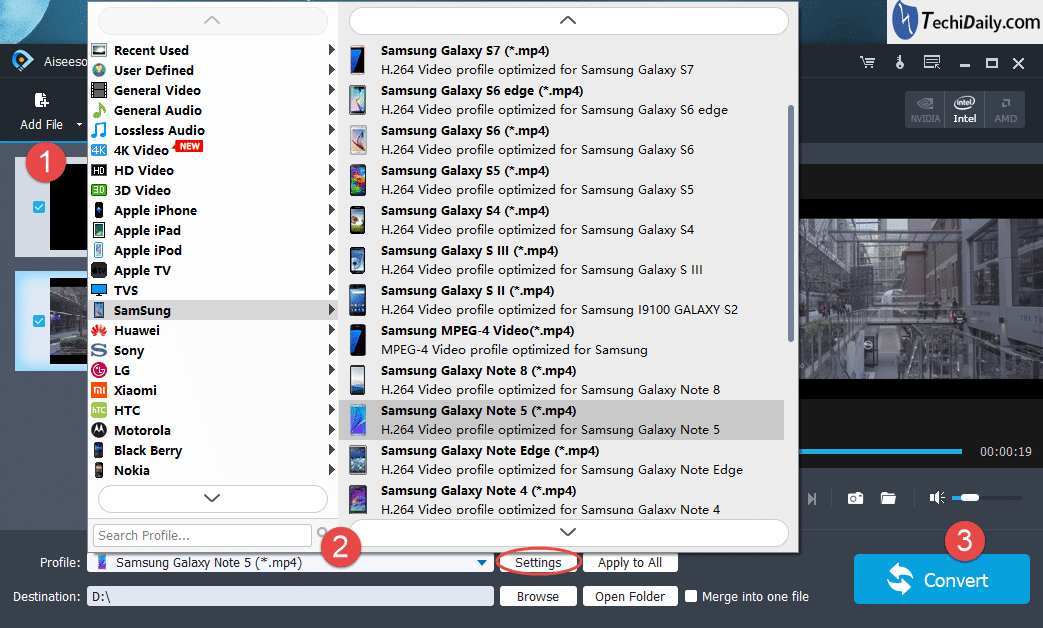 TechiDaily.com
Aiseeso
Add File
1
NVIDIA
intel
Intel
AMD
Recent Used
User Defined
General Video
General Audio
Lossless Audio
4K
4K Video
NEW
HD
HD Video
3D
3D Video
Apple iPhone
Apple iPad
Apple iPod
tv
Apple TV
TVS
SamSung
Huawei
S
Sony
LG
LG
mi
Xiaomi
hTC
HTC
Motorola
Black Berry
Nokia
Search Profile...
Samsung Galaxy S7 (*.mp4)
H.264 Video profile optimized for Samsung Galaxy S7
Samsung Galaxy S6 edge (*.mp4)
H.264 Video profile optimized for Samsung Galaxy S6 edge
Samsung Galaxy S6 (*.mp4)
H.264 Video profile optimized for Samsung Galaxy S6
Samsung Galaxy S5 (*.mp4)
H.264 Video profile optimized for Samsung Galaxy S5
Samsung Galaxy S4 (*.mp4)
H.264 Video profile optimized for Samsung Galaxy S4
Samsung Galaxy S III (*.mp4)
H.264 Video profile optimized for Samsung Galaxy S III
Samsung Galaxy S II (*.mp4)
H.264 Video profile optimized for Samsung I9100 GALAXY S2
Samsung MPEG-4 Video(*.mp4)
MPEG-4 Video profile optimized for Samsung
Samsung Galaxy Note 8 (*.mp4)
H.264 Video profile optimized for Samsung Galaxy Note 8
Samsung Galaxy Note 5 (*.mp4)
H.264 Video profile optimized for Samsung Galaxy Note 5
Samsung Galaxy Note Edge (*.mp4)
H.264 Video profile optimized for Samsung Galaxy Note Edge
Samsung Galaxy Note 4 (*.mp4)
H.264 Video profile optimized for Samsung Galaxy Note 4
00:00:19
2
3
Profile:
Samsung Galaxy Note 5 (*.mp4)
Settings
Apply to All
Convert
Destination:
D:\
Browse
Open Folder
Merge into one file